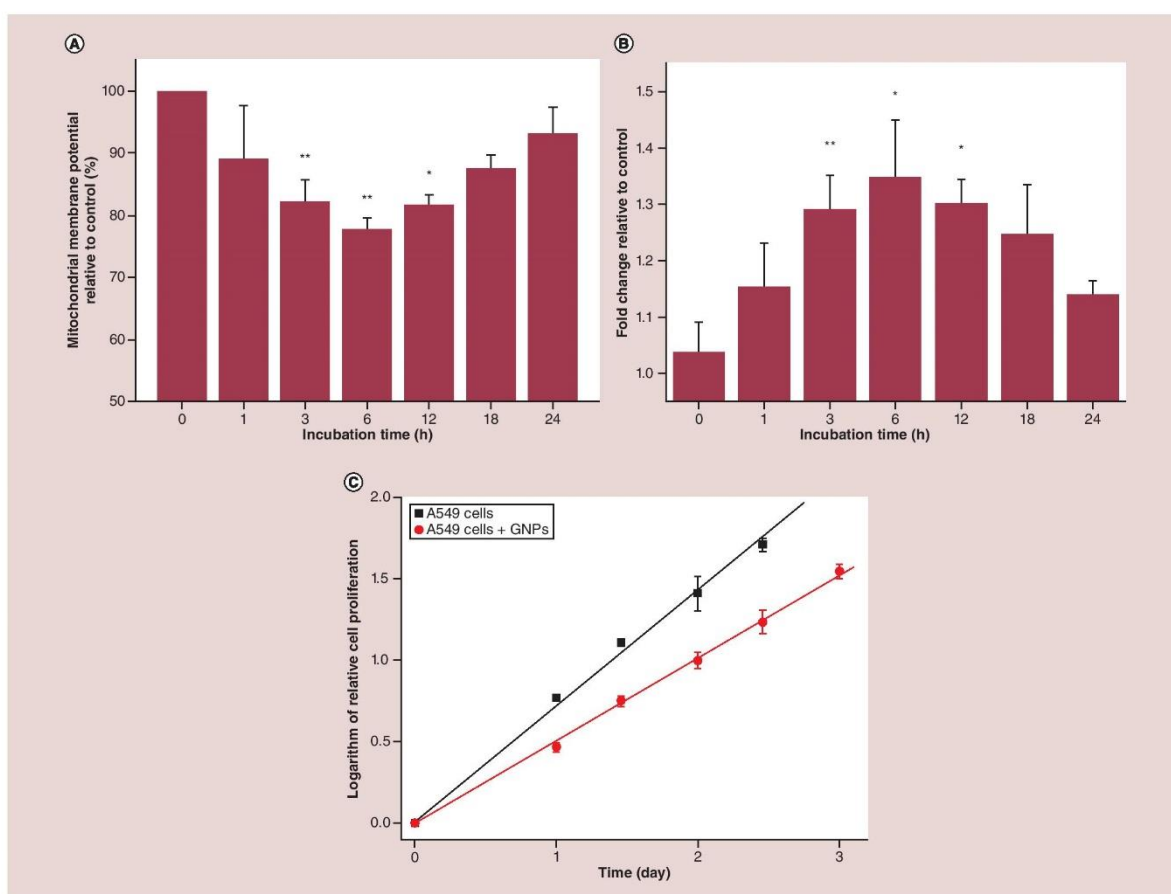 A
Mitochondrial membrane potential
relative to control (%)
100
90
80
70
60
50
**
**
*
0 1 3 6 12 18 24
Incubation time (h)
B
Fold change relative to control
1.5
1.4
1.3
1.2
1.1
1.0
**
*
*
0 1 3 6 12 18 24
Incubation time (h)
C
Logarithm of relative cell proliferation
2.0
1.5
1.0
0.5
0.0
A549 cells
A549 cells + GNPs
0 1 2 3
Time (day)